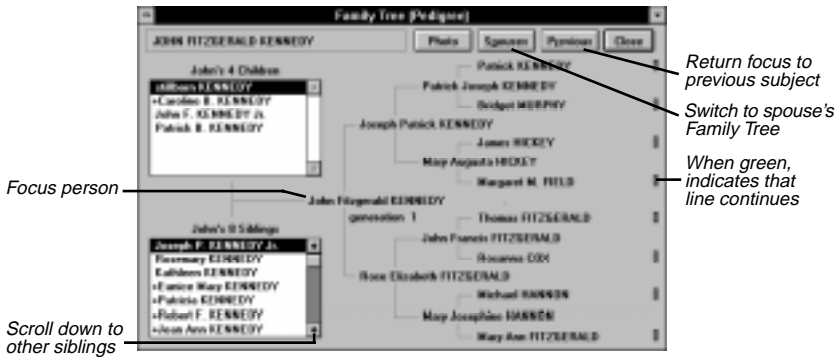 Family Tree (Pedigree)
JOHN FITZGERALD KENNEDY
Photo Spouses Previous Close
John's 4 Children
stillborn KENNEDY
+Caroline B. KENNEDY
John F. KENNEDY Jr.
Patrick B. KENNEDY
Patrick KENNEDY
Patrick Joseph KENNEDY
Bridget MURPHY
Joseph Patrick KENNEDY
James HICKEY
Mary Augusta HICKEY
Margaret M. FIELD
John Fitzgerald KENNEDY
generation 1
Thomas FITZGERALD
John Francis FITZGERALD
Rosanna COX
Rose Elizabeth FITZGERALD
Michael HANNON
Mary Josephine HANNON
Mary Ann FITZGERALD
John's 8 Siblings
Joseph P. KENNEDY Jr.
Rosemary KENNEDY
Kathleen KENNEDY
+Eunice Mary KENNEDY
+Patricia KENNEDY
+Robert F. KENNEDY
+Jean Ann KENNEDY
Focus person
Scroll down to
other siblings
Return focus to
previous subject
Switch to spouse's
Family Tree
When green,
indicates that
line continues